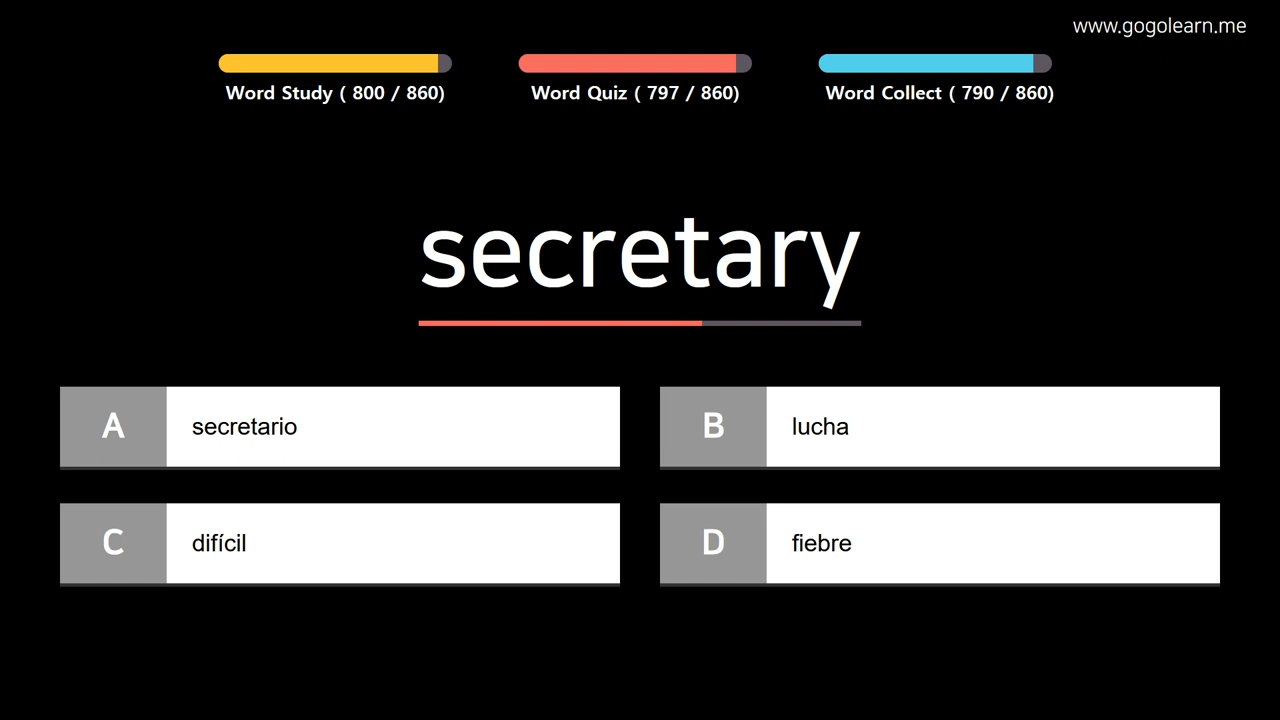 www.gogolearn.me
Word Study ( 800 / 860)
Word Quiz ( 797 / 860)
Word Collect ( 790 / 860)
secretary
A
secretario
B
lucha
C
difícil
D
fiebre